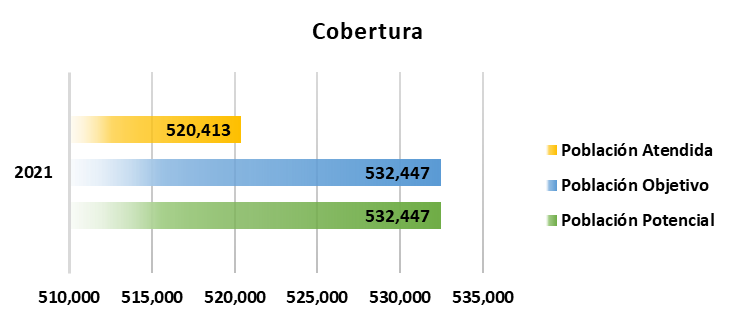 Cobertura
520,413
2021
532,447
532,447
Población Atendida
Población Objetivo
Población Potencial
510,000 515,000 520,000 525,000 530,000 535,000